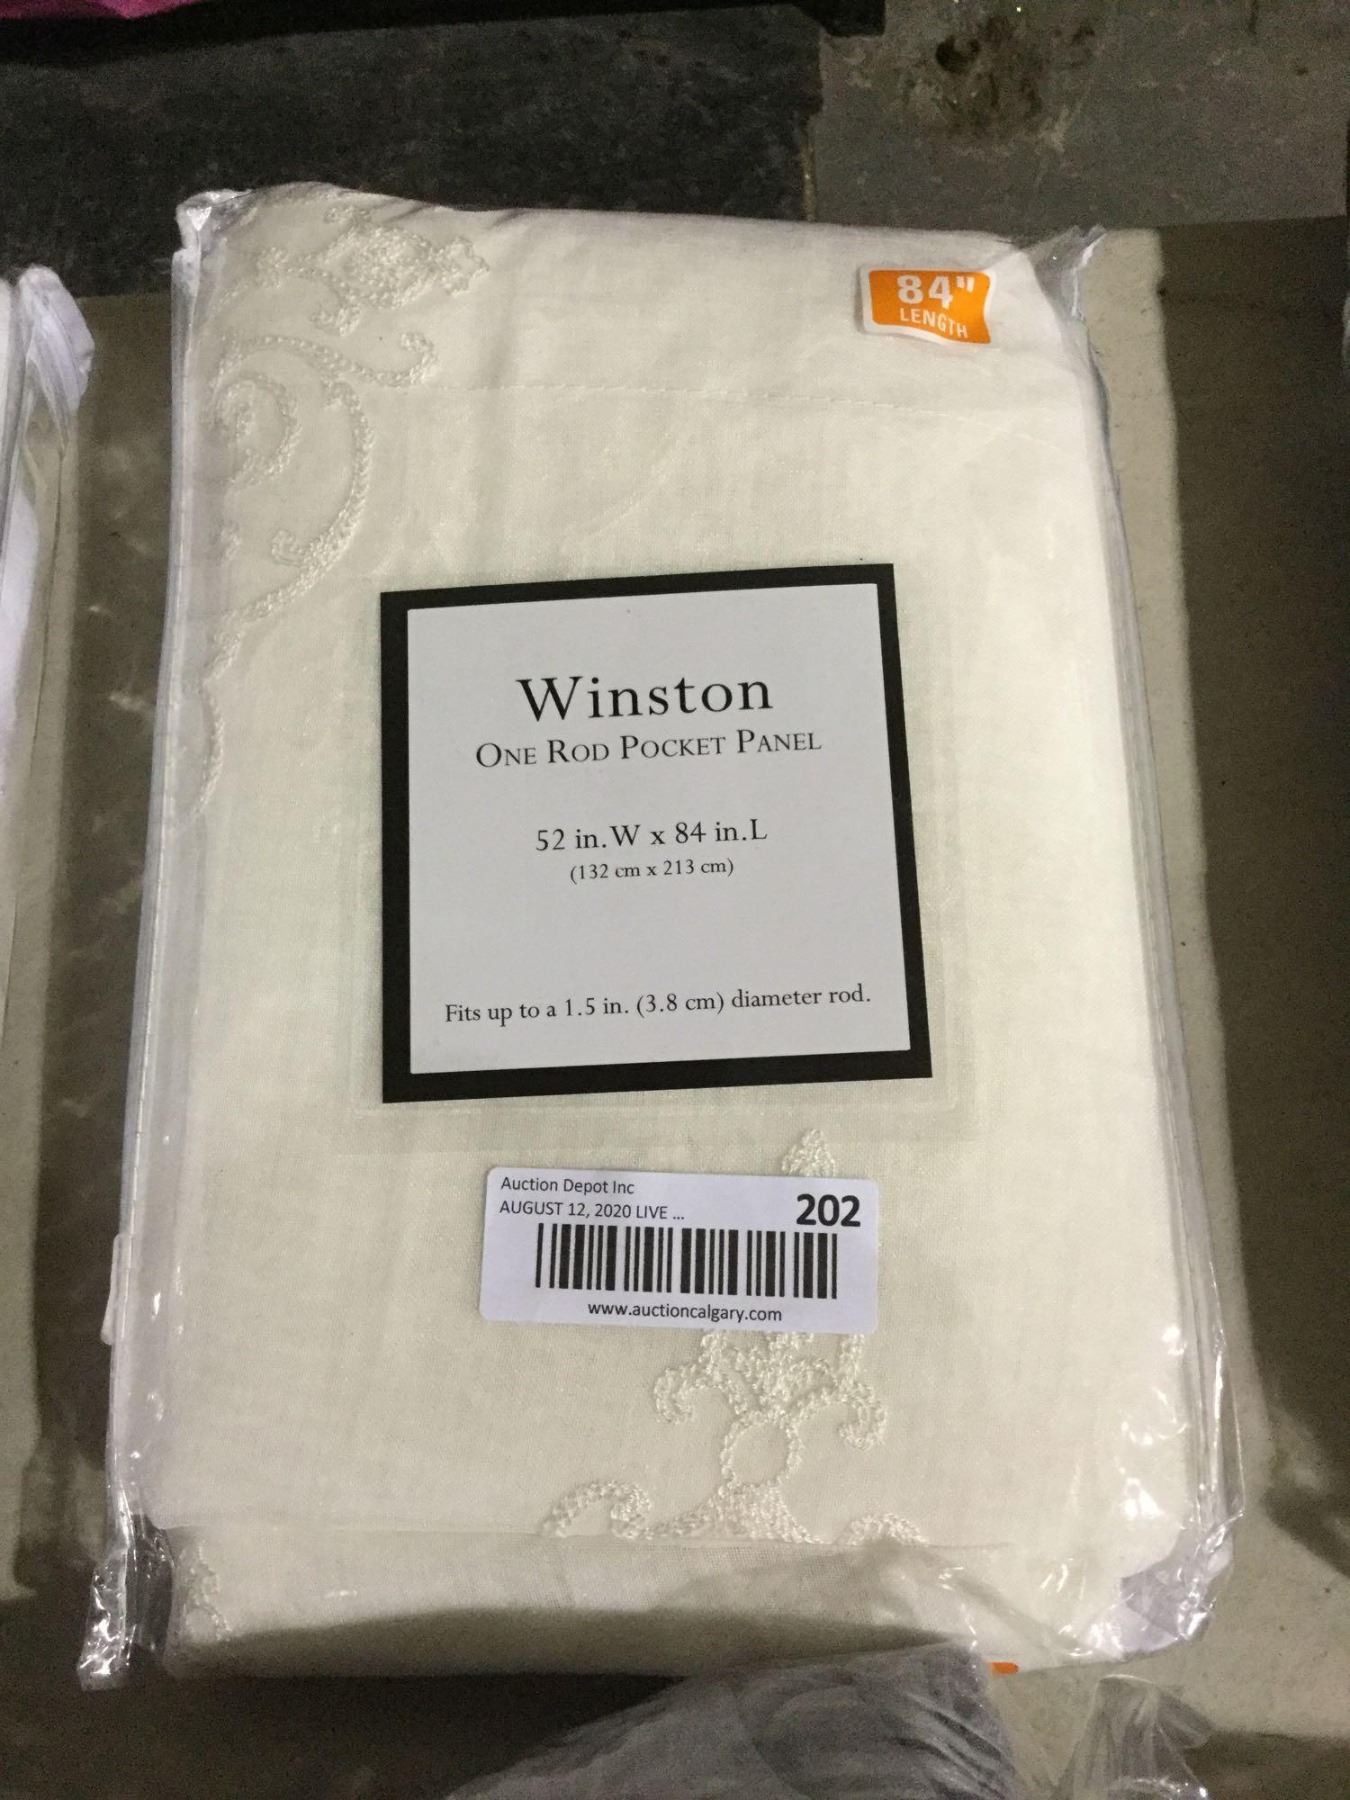 84"
LENGTH
Winston
ONE ROD POCKET PANEL
52 in.W x 84 in.L
(132 cm x 213 cm)
Fits up to a 1.5 in. (3.8 cm) diameter rod.
Auction Depot Inc
AUGUST 12, 2020 LIVE ...
202
www.auctioncalgary.com